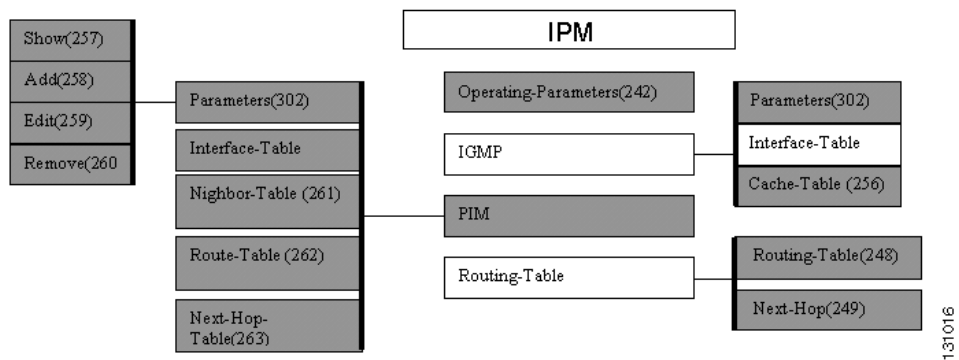 IPM
Show(257)
Add(258)
Edit(259)
Remove(260
Parameters(302)
Interface-Table
Nighbor-Table (261)
Route-Table (262)
Next-Hop-
Table(263)
Operating-Parameters(242)
IGMP
PIM
Routing-Table
Parameters(302)
Interface-Table
Cache-Table (256)
Routing-Table(248)
Next-Hop(249)
131016